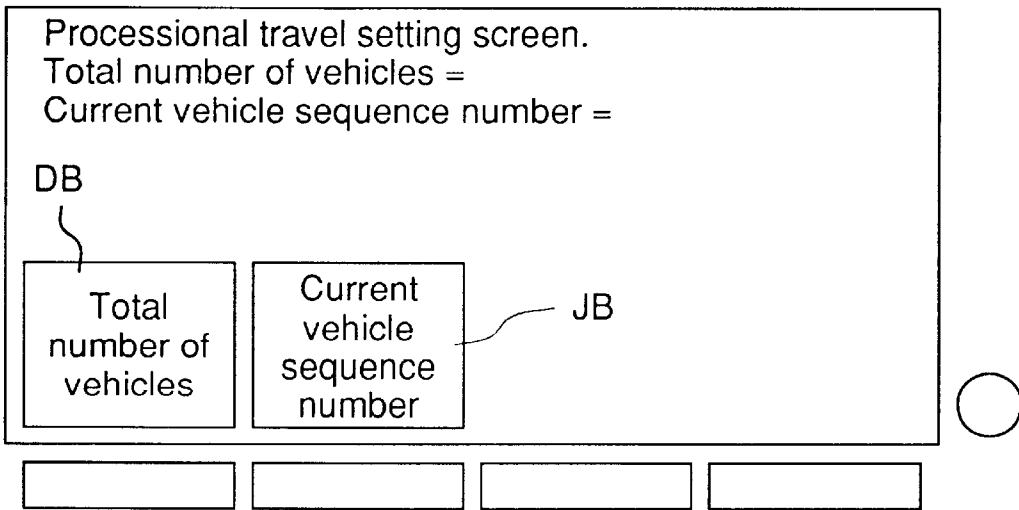 Processional travel setting screen.
Total number of vehicles =
Current vehicle sequence number =
DB
Total
number of
vehicles
Current
vehicle
sequence
number
JB